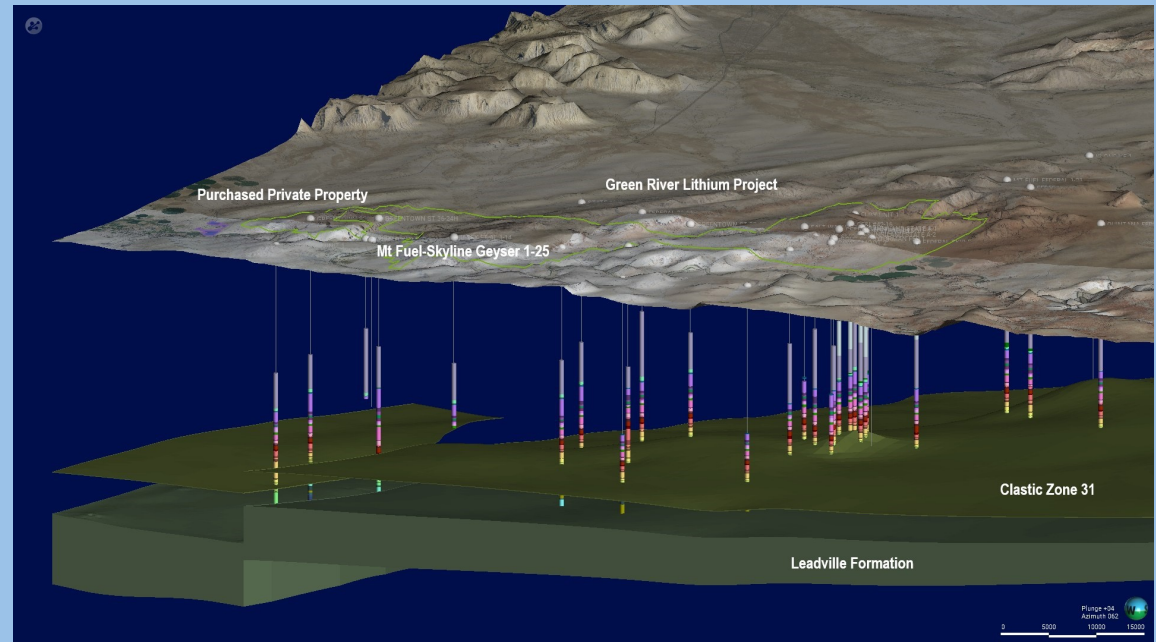 Purchased Private Property
Green River Lithium Project
Mt Fuel-Skyline Geyser 1-25
Clastic Zone 31
Leadville Formation
Plunge +04
Azimuth 062
0 5000 10000 15000